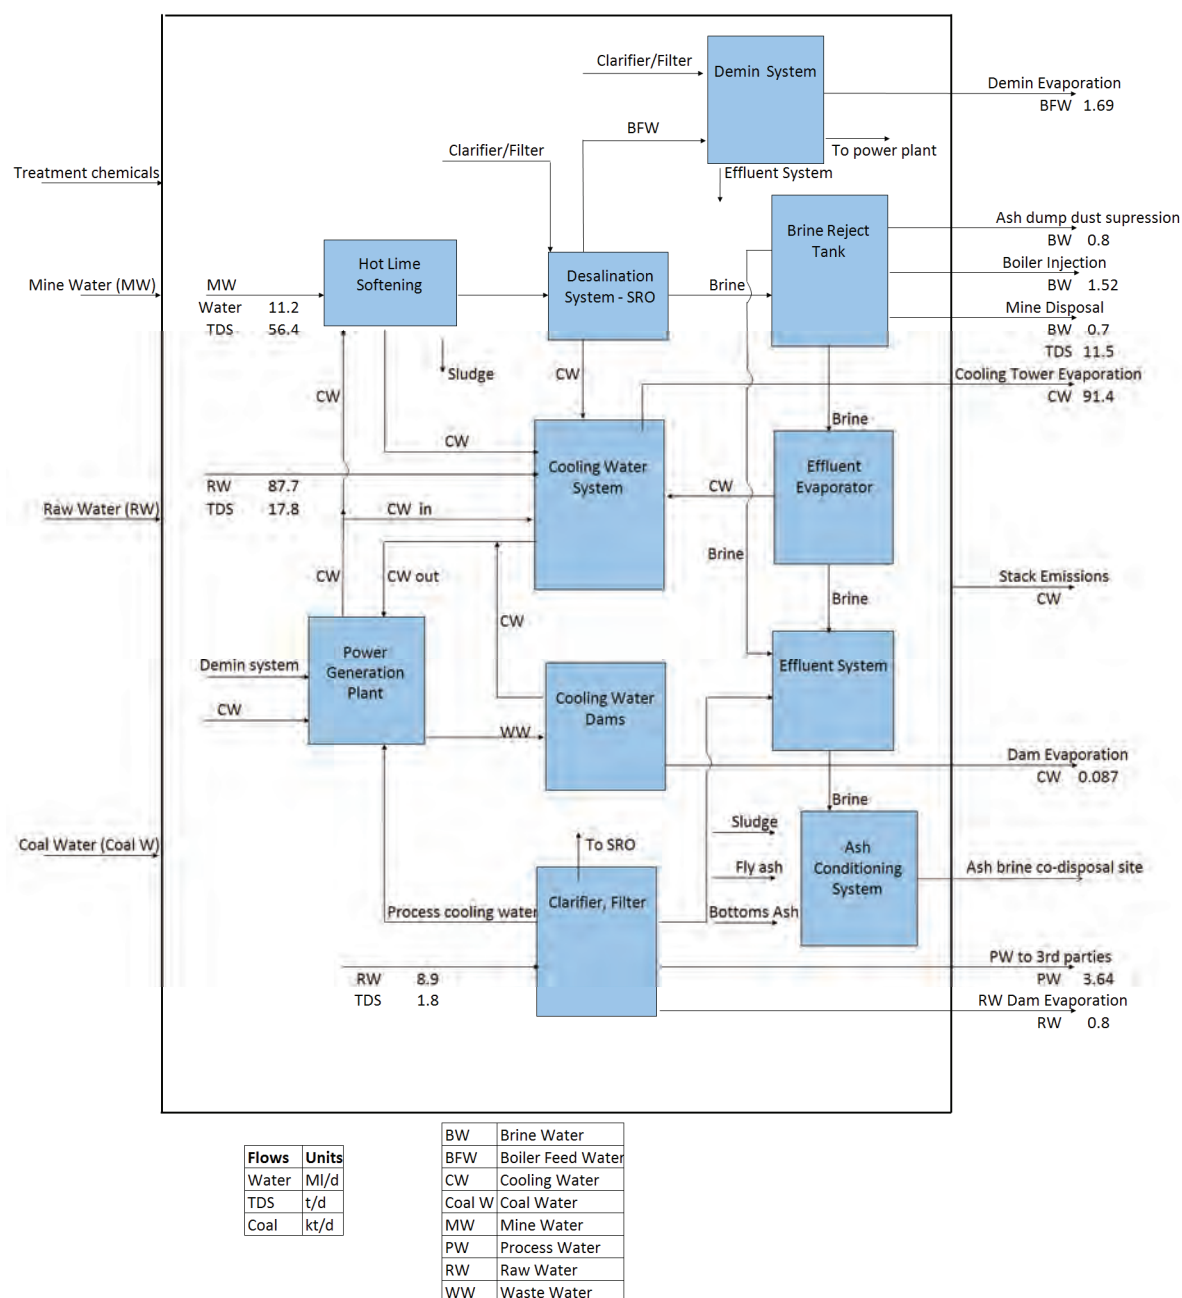 Clarifier/Filter
Demin System
Demin Evaporation
BFW 1.69
BFW
To power plant
Clarifier/Filter
Effluent System
Treatment chemicals
Brine Reject
Tank
Ash dump dust supression
BW 0.8
Hot Lime
Softening
Desalination
System - SRO
Boiler Injection
BW 1.52
Mine Water (MW)
MW
Water 11.2
TDS 56.4
Brine
Mine Disposal
BW 0.7
TDS 11.5
Sludge
CW
Cooling Tower Evaporation
CW 91.4
CW
Brine
CW
Cooling Water
System
Effluent
Evaporator
RW 87.7
TDS 17.8
CW
Raw Water (RW)
CW in
Brine
CW
CW out
Stack Emissions
CW
Brine
CW
Power
Generation
Plant
Demin system
Effluent System
CW
Cooling Water
Dams
WW
Dam Evaporation
CW 0.087
Brine
Sludge
Coal Water (Coal W)
To SRO
Ash
Conditioning
System
Fly ash
Ash brine co-disposal site
Process cooling water
Clarifier, Filter
Bottoms Ash
RW 8.9
TDS 1.8
PW to 3rd parties
PW 3.64
RW Dam Evaporation
RW 0.8
Flows Units
Water Ml/d
TDS t/d
Coal kt/d
BW Brine Water
BFW Boiler Feed Water
CW Cooling Water
Coal W Coal Water
MW Mine Water
PW Process Water
RW Raw Water
WW Waste Water